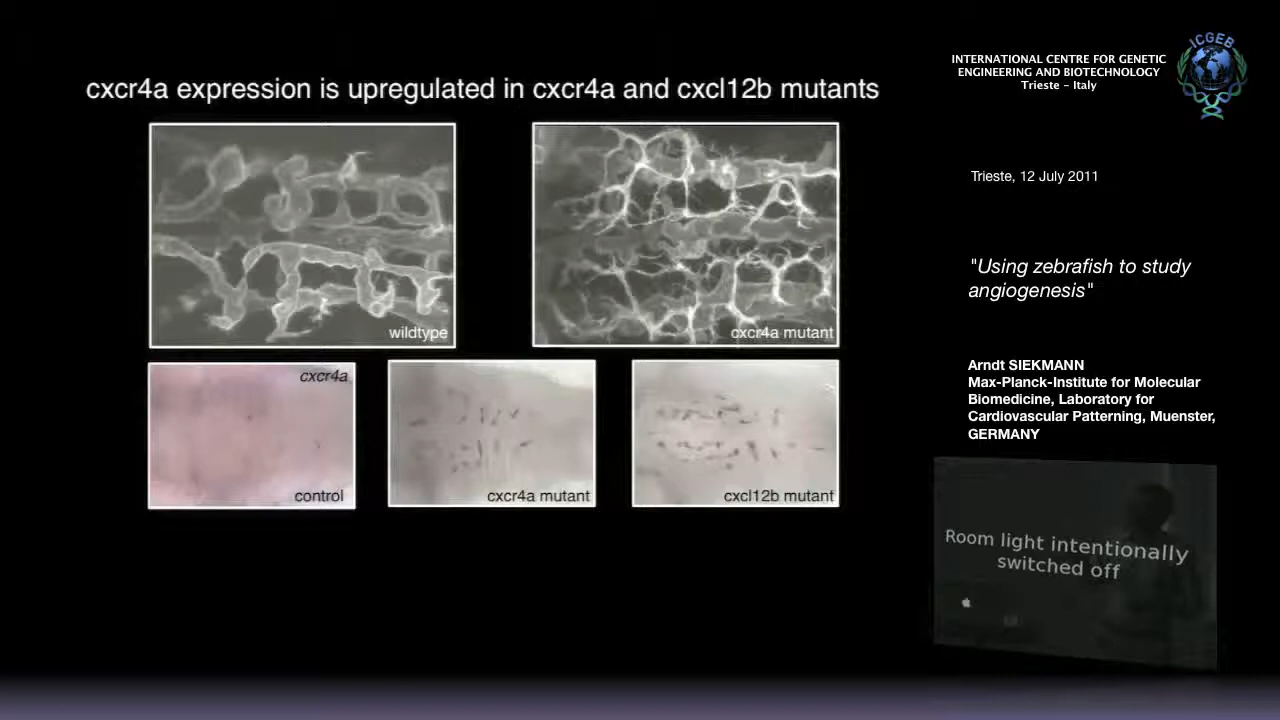 cxcr4a expression is upregulated in cxcr4a and cxcl12b mutants
wildtype
cxcr4a mutant
cxcr4a
control
cxcr4a mutant
cxcl12b mutant
ICGEB
INTERNATIONAL CENTRE FOR GENETIC
ENGINEERING AND BIOTECHNOLOGY
Trieste - Italy
Trieste, 12 July 2011
"Using zebrafish to study
angiogenesis"
Arndt SIEKMANN
Max-Planck-Institute for Molecular
Biomedicine, Laboratory for
Cardiovascular Patterning, Muenster,
GERMANY
Room light intentionally
switched off